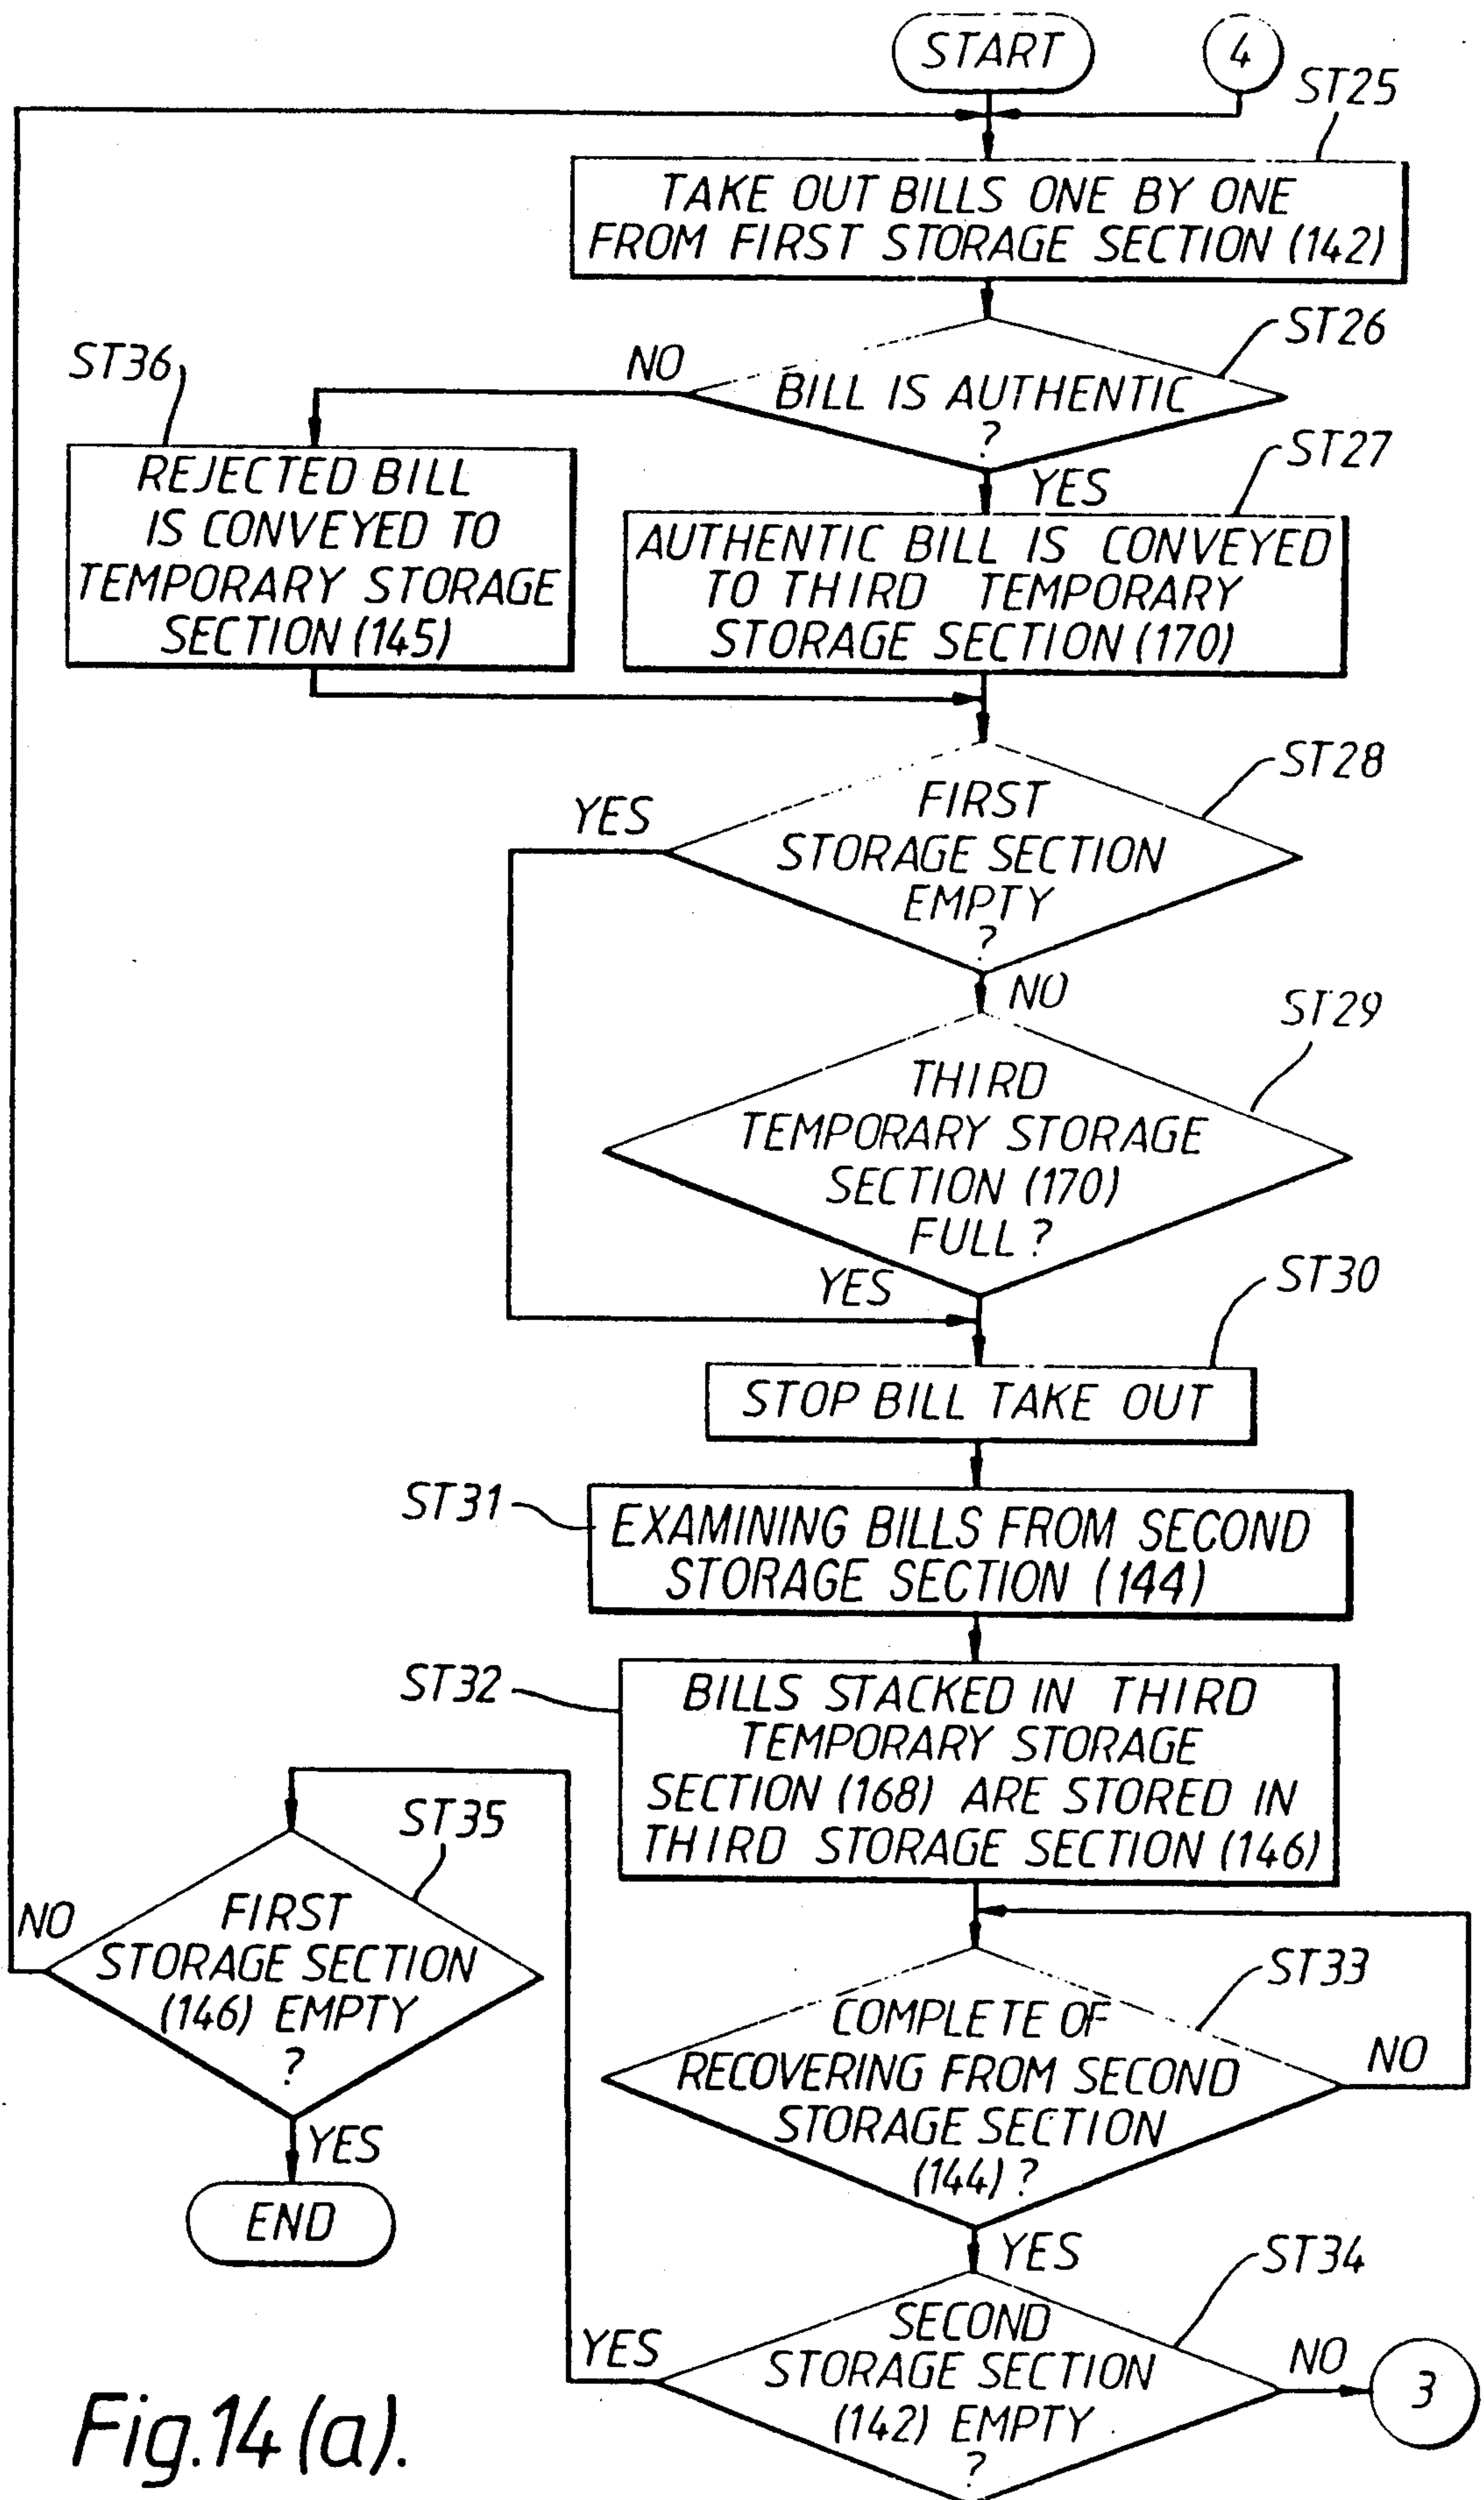 START
4
ST25
TAKE OUT BILLS ONE BY ONE
FROM FIRST STORAGE SECTION (142)
ST26
NO
BILL IS AUTHENTIC
?
ST36
YES
ST27
REJECTED BILL
IS CONVEYED TO
TEMPORARY STORAGE
SECTION (145)
AUTHENTIC BILL IS CONVEYED
TO THIRD TEMPORARY
STORAGE SECTION (170)
ST28
YES
FIRST
STORAGE SECTION
EMPTY
?
NO
ST29
THIRD
TEMPORARY STORAGE
SECTION (170)
FULL ?
YES
ST30
STOP BILL TAKE OUT
ST31
EXAMINING BILLS FROM SECOND
STORAGE SECTION (144)
ST32
BILLS STACKED IN THIRD
TEMPORARY STORAGE
SECTION (168) ARE STORED IN
THIRD STORAGE SECTION (146)
ST35
NO
FIRST
STORAGE SECTION
(146) EMPTY
?
YES
END
ST33
COMPLETE OF
RECOVERING FROM SECOND
STORAGE SECTION
(144) ?
NO
YES
ST34
YES
SECOND
STORAGE SECTION
(142) EMPTY
?
NO
3
Fig.14(a).